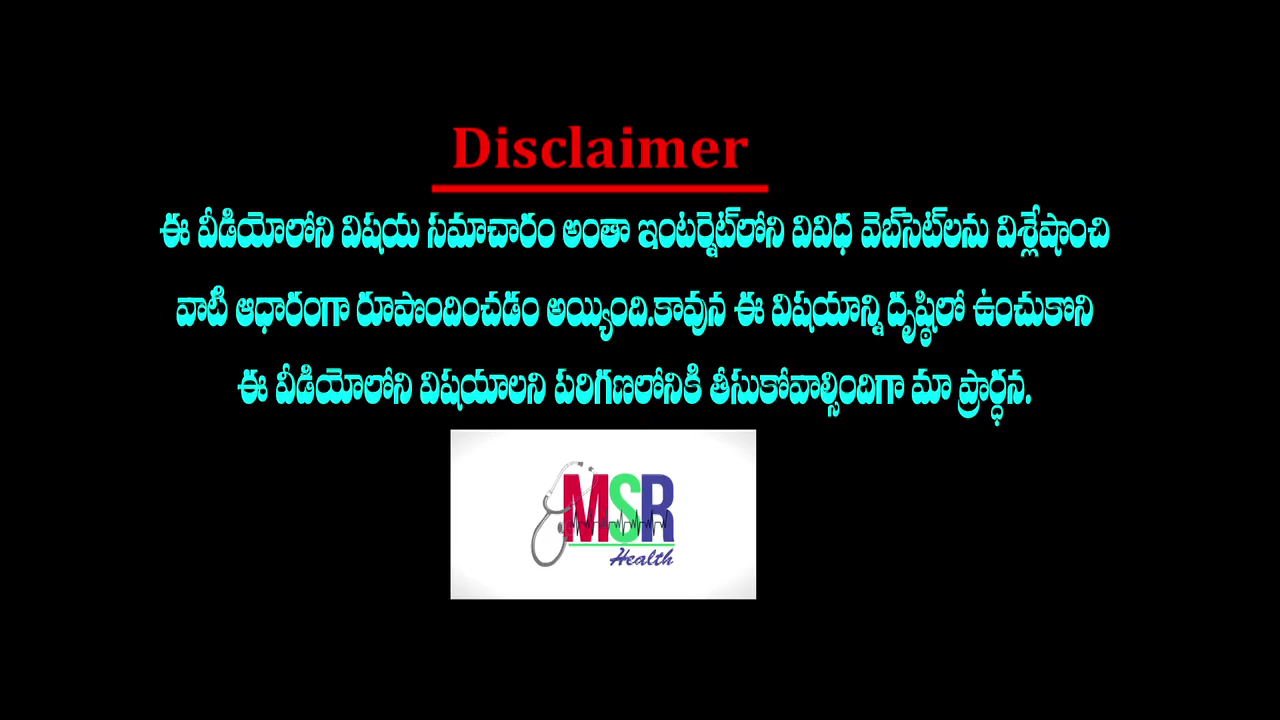 Disclaimer
ఈ వీడియోలోని విషయ సమాచారం అంతా ఇంటర్నెట్‌లోని వివిధ వెబ్‌సెట్‌లను విశ్లేషాంచి
వాటి ఆధారంగా రూపొందించడం అయ్యింది.కావున ఈ విషయాన్ని దృష్ఠిలో ఉంచుకొని
ఈ వీడియోలోని విషయాలని పరిగణలోనికి తీసుకోవాల్సిందిగా మా ప్రార్ధన.
MSR
Health